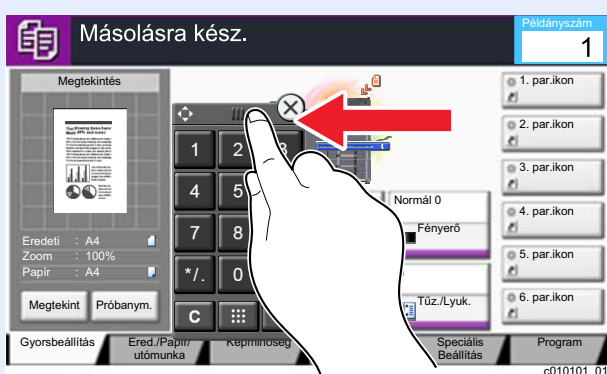 Másolásra kész.
Példányszám
1
Megtekintés
Eredeti : A4
Zoom : 100%
Papír : A4
Megtekint
Próbanym.
1
2
3
4
5
7
8
*/.
0
C
Normál 0
Fényerő
Tűz./Lyuk.
1. par.ikon
2. par.ikon
3. par.ikon
4. par.ikon
5. par.ikon
6. par.ikon
Gyorsbeállítás
Ered./Papír/
utómunka
Képminőség
Speciális
Beállítás
Program
c010101_01